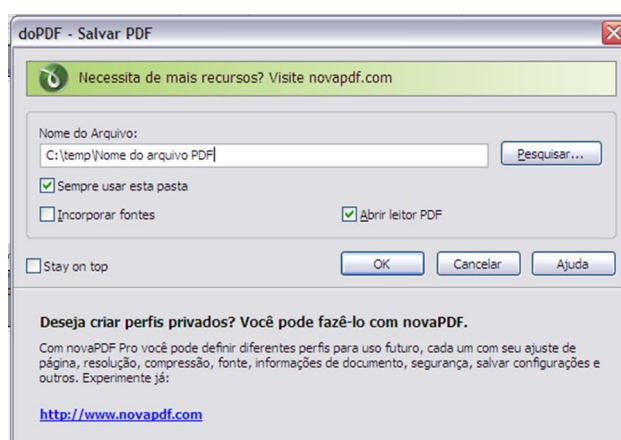 doPDF - Salvar PDF
Necessita de mais recursos? Visite novapdf.com
Nome do Arquivo:
C:\temp\Nome do arquivo PDF
Pesquisar...
Sempre usar esta pasta
Incorporar fontes
Abrir leitor PDF
Stay on top
OK
Cancelar
Ajuda
Deseja criar perfis privados? Você pode fazê-lo com novaPDF.
Com novaPDF Pro você pode definir diferentes perfis para uso futuro, cada um com seu ajuste de
página, resolução, compressão, fonte, informações de documento, segurança, salvar configurações e
outros. Experimente já:
http://www.novapdf.com